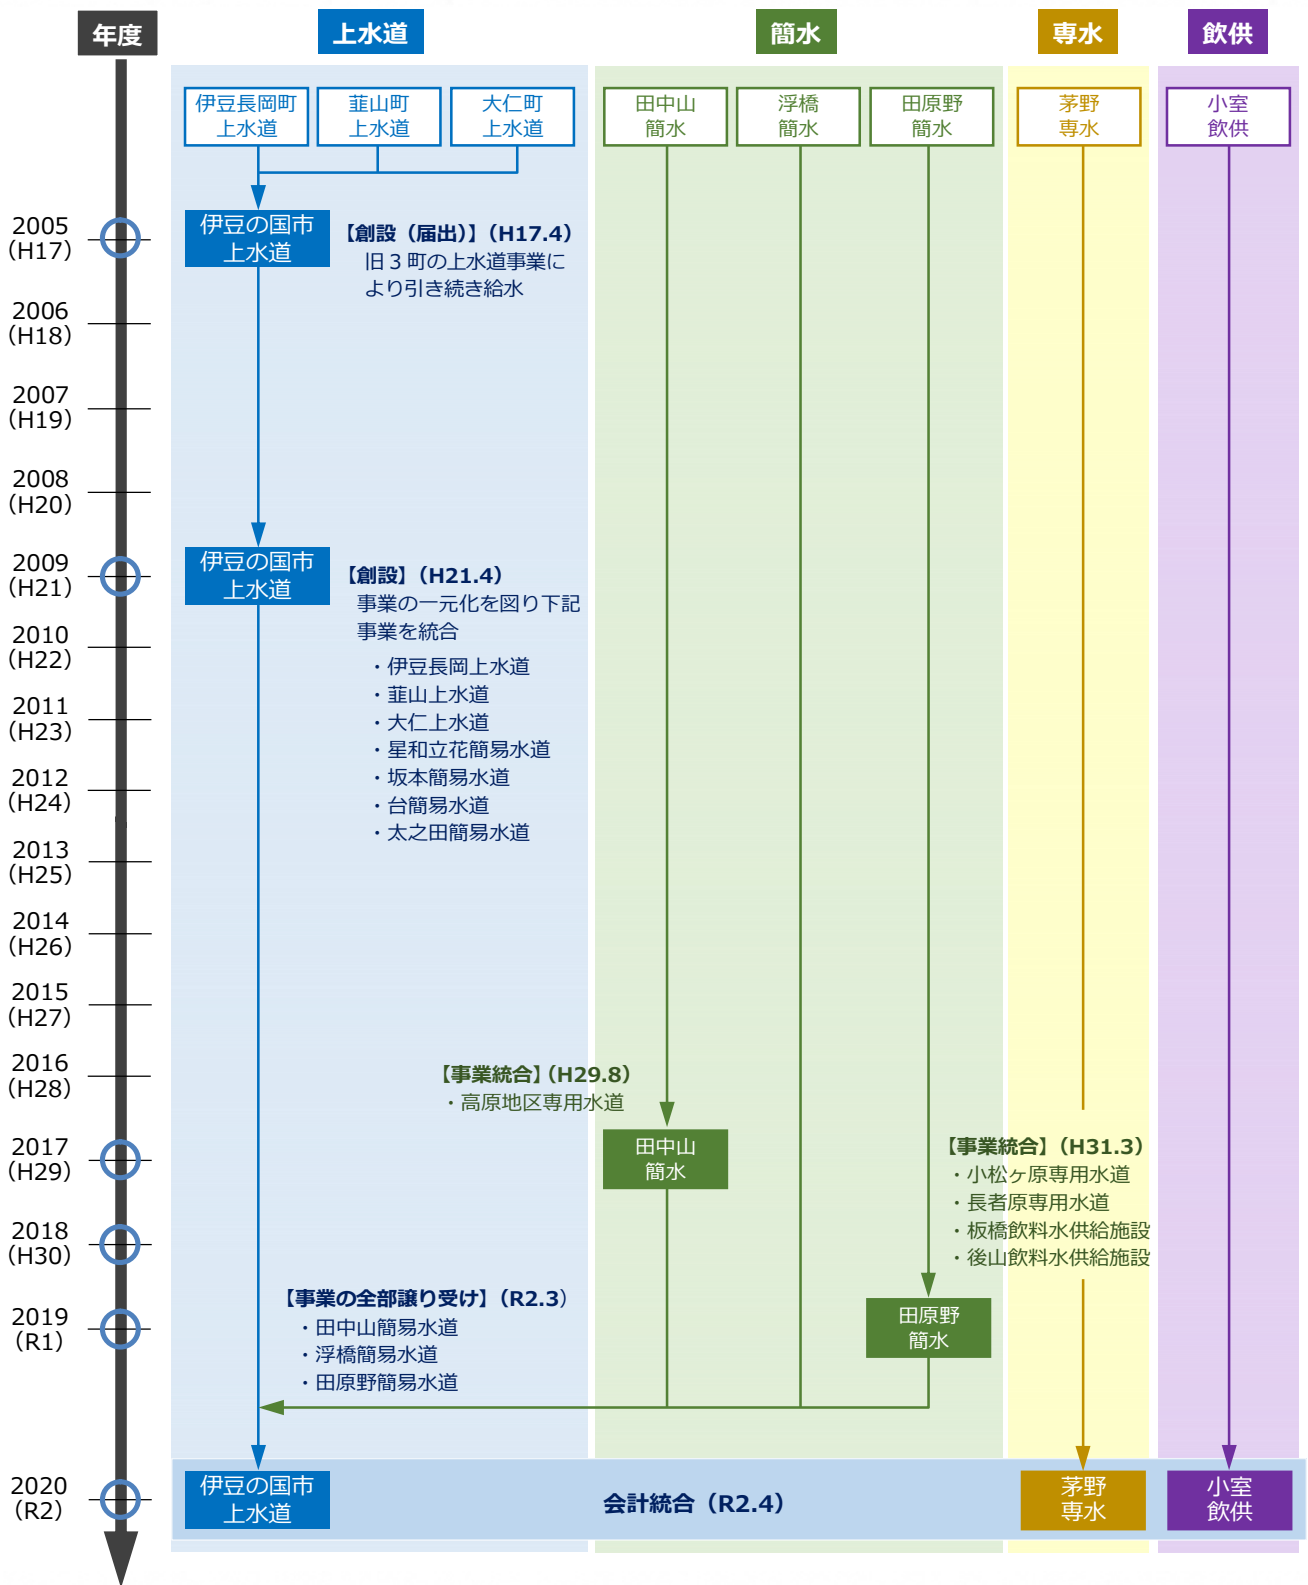 年度
上水道
簡水
専水
飲供
伊豆長岡町
上水道
韮山町
上水道
大仁町
上水道
田中山
簡水
浮橋
簡水
田原野
簡水
茅野
専水
小室
飲供
2005
(H17)
伊豆の国市
上水道
【創設（届出）】（H17.4）
旧３町の上水道事業に
より引き続き給水
2006
(H18)
2007
(H19)
2008
(H20)
2009
(H21)
伊豆の国市
上水道
【創設】（H21.4）
事業の一元化を図り下記
事業を統合
・伊豆長岡上水道
・韮山上水道
・大仁上水道
・星和立花簡易水道
・坂本簡易水道
・台簡易水道
・太之田簡易水道
2010
(H22)
2011
(H23)
2012
(H24)
2013
(H25)
2014
(H26)
2015
(H27)
2016
(H28)
【事業統合】（H29.8）
・高原地区専用水道
2017
(H29)
田中山
簡水
【事業統合】（H31.3）
・小松ヶ原専用水道
・長者原専用水道
・板橋飲料水供給施設
・後山飲料水供給施設
2018
(H30)
2019
(R1)
【事業の全部譲り受け】（R2.3）
・田中山簡易水道
・浮橋簡易水道
・田原野簡易水道
田原野
簡水
2020
(R2)
伊豆の国市
上水道
会計統合（R2.4）
茅野
専水
小室
飲供